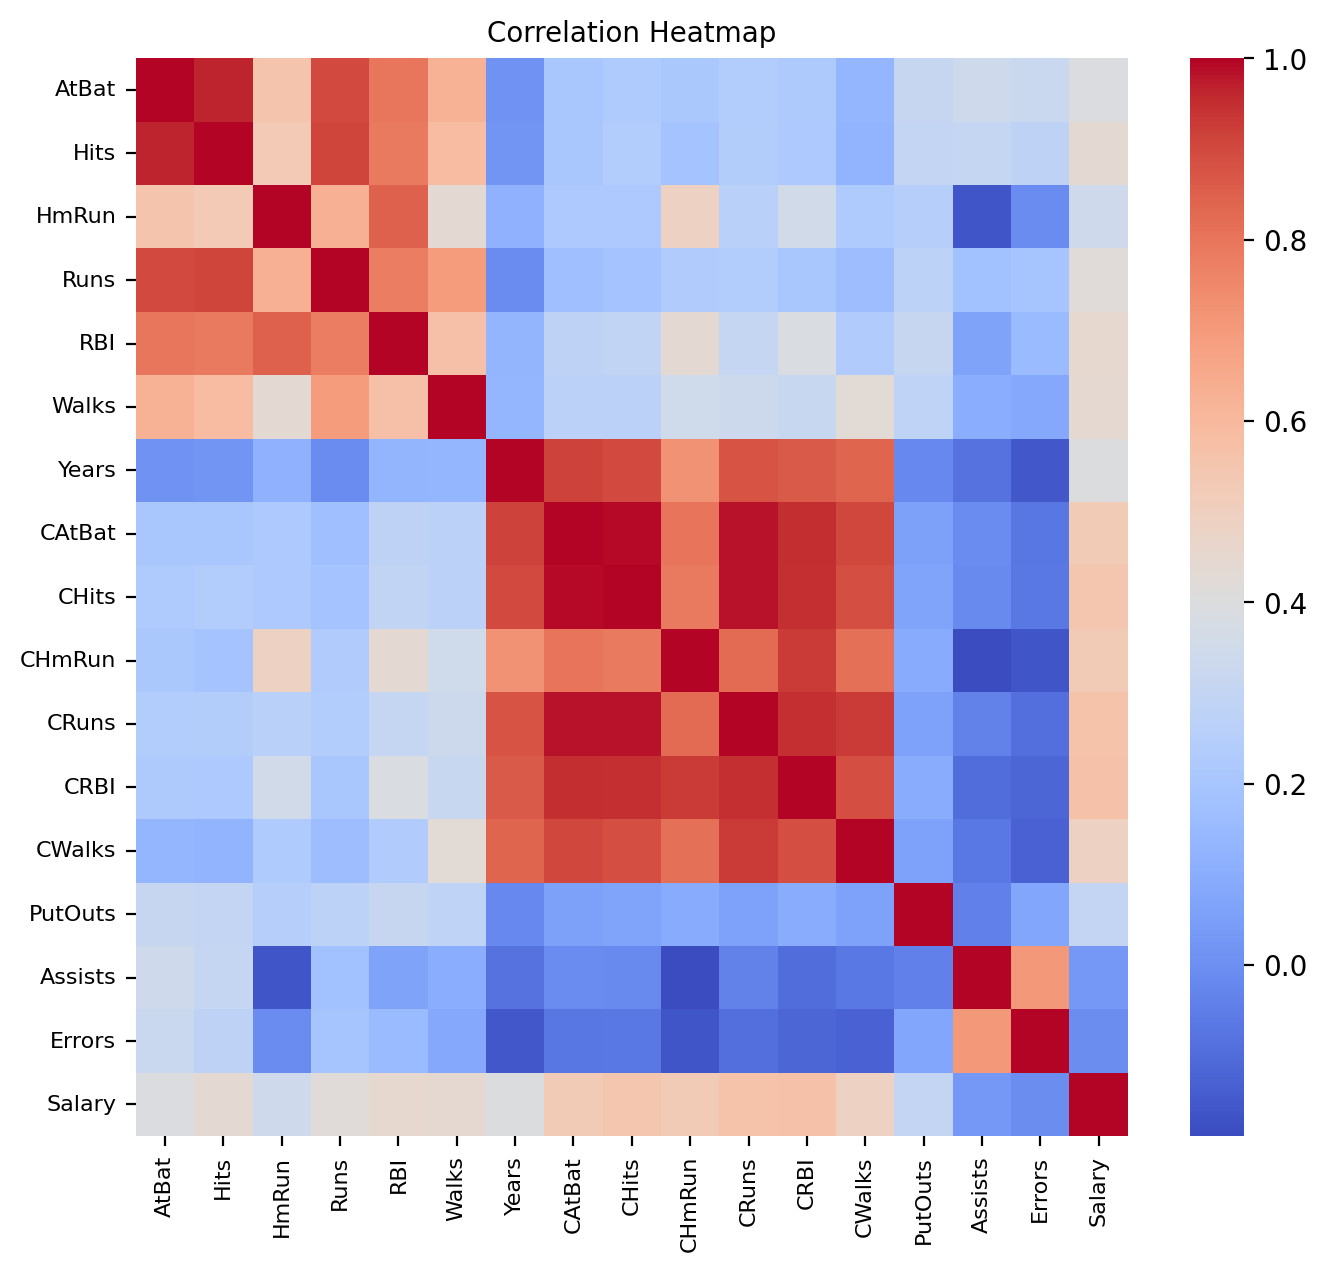 Correlation Heatmap
AtBat
Hits
HmRun
Runs
RBI
Walks
Years
CAtBat
CHits
CHmRun
CRuns
CRBI
CWalks
PutOuts
Assists
Errors
Salary
AtBat
Hits
HmRun
Runs
RBI
Walks
Years
CAtBat
CHits
CHmRun
CRuns
CRBI
CWalks
PutOuts
Assists
Errors
Salary
1.0
0.8
0.6
0.4
0.2
0.0